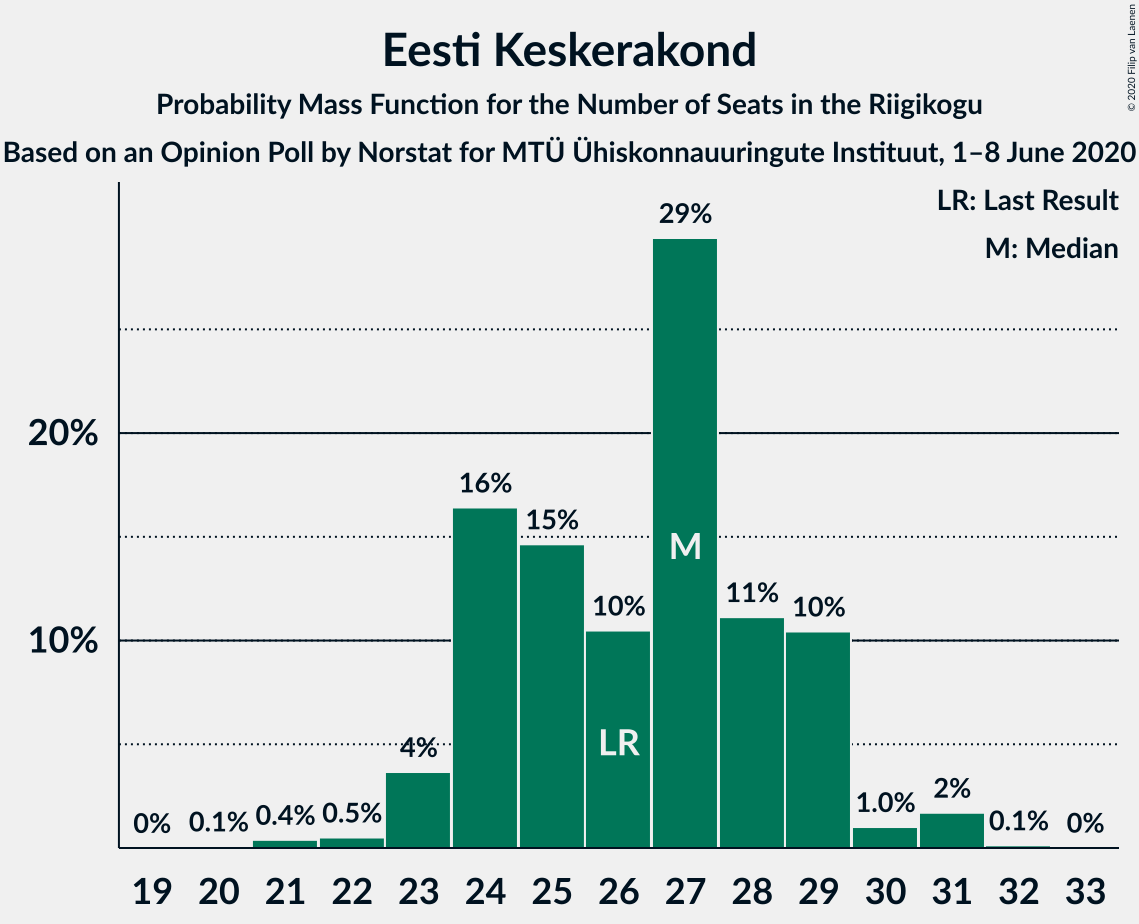 Eesti Keskerakond
Probability Mass Function for the Number of Seats in the Riigikogu
Based on an Opinion Poll by Norstat for MTÜ Ühiskonnauuringute Instituut, 1–8 June 2020
© 2020 Filip van Laenen
LR: Last Result
M: Median
29%
20%
16%
15%
M
11%
10%
10%
10%
LR
4%
2%
1.0%
0.5%
0.4%
0.1%
0%
0.1%
0%
19 20 21 22 23 24 25 26 27 28 29 30 31 32 33